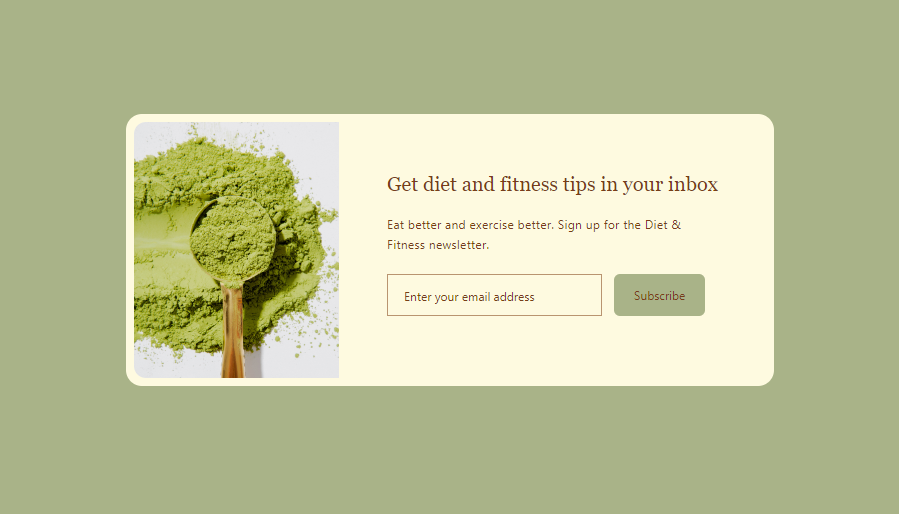 Get diet and fitness tips in your inbox
Eat better and exercise better. Sign up for the Diet &
Fitness newsletter.
Enter your email address
Subscribe